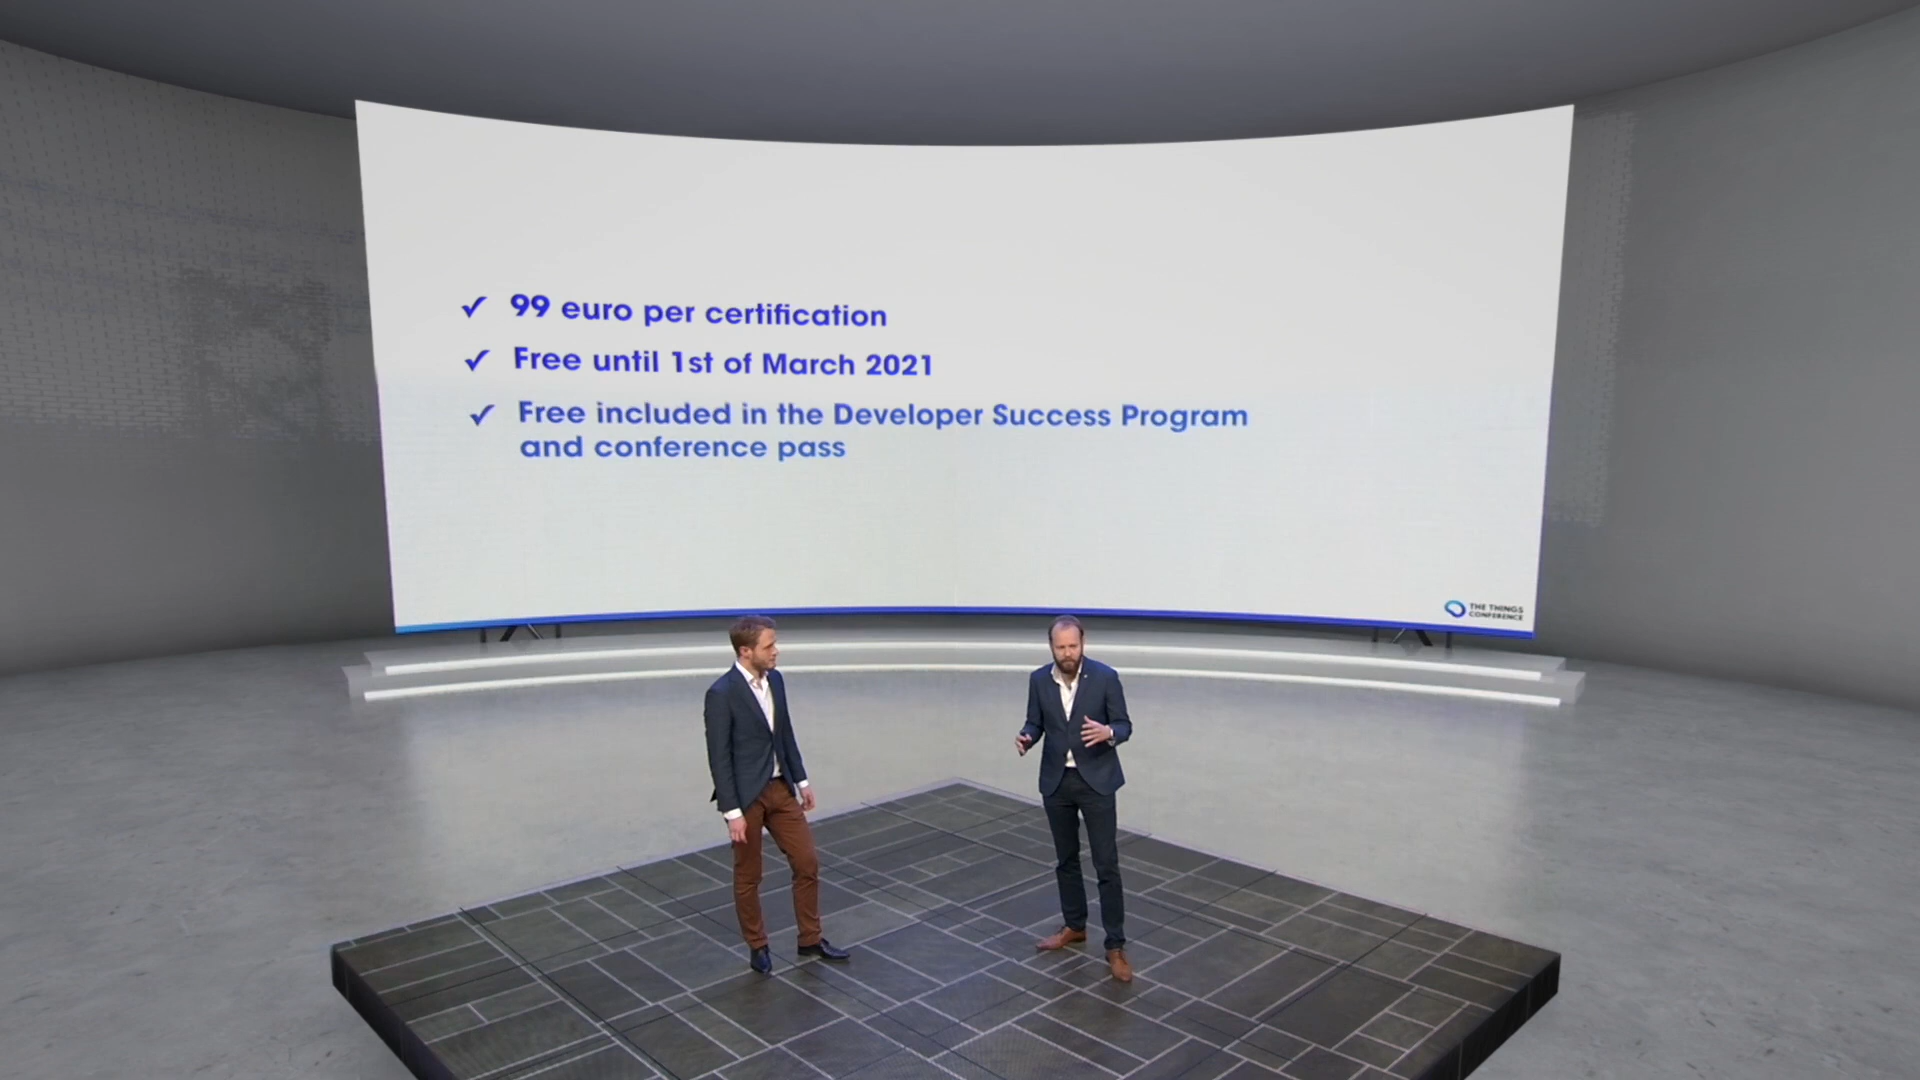 ✓ 99 euro per certification
✓ Free until 1st of March 2021
✓ Free included in the Developer Success Program
and conference pass
THE THINGS
CONFERENCE